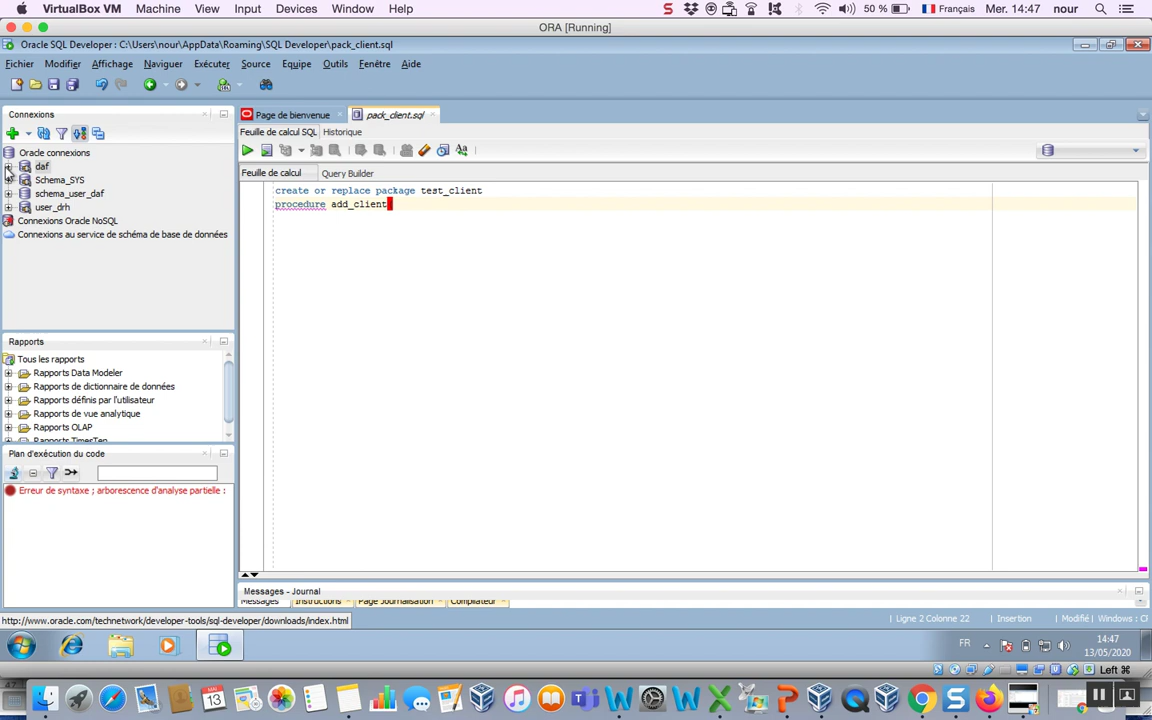 VirtualBox VM Machine View Input Devices Window Help 50 % Français Mer. 14:47 nour
ORA [Running]
Oracle SQL Developer : C:\Users\nour\AppData\Roaming\SQL Developer\pack_client.sql
Fichier Modifier Affichage Naviguer Exécuter Source Equipe Outils Fenêtre Aide
Connexions
Oracle connexions
daf
Schema_SYS
schema_user_daf
user_drh
Connexions Oracle NoSQL
Connexions au service de schéma de base de données
Rapports
Tous les rapports
Rapports Data Modeler
Rapports de dictionnaire de données
Rapports définis par l'utilisateur
Rapports de vue analytique
Rapports OLAP
Rapports TimesTen
Plan d'exécution du code
Erreur de syntaxe ; arborescence d'analyse partielle :
Page de bienvenue pack_client.sql
Feuille de calcul SQL Historique
Feuille de calcul Query Builder
create or replace package test_client
procedure add_client
Messages - Journal
Messages Instructions Page Journalisation Compilateur
http://www.oracle.com/technetwork/developer-tools/sql-developer/downloads/index.html
Ligne 2 Colonne 22 Insertion Modifié Windows : Cl
FR 14:47
13/05/2020
Left ⌘